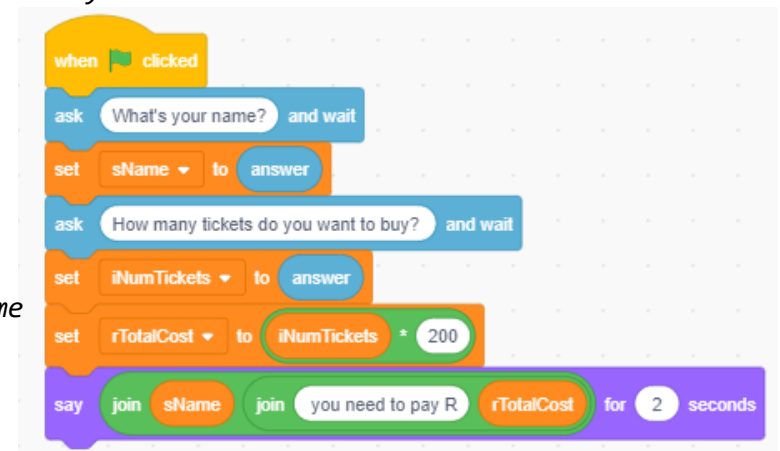 when clicked
ask What's your name? and wait
set sName to answer
ask How many tickets do you want to buy? and wait
set iNumTickets to answer
me
set rTotalCost to iNumTickets * 200
say join sName join you need to pay R rTotalCost for 2 seconds